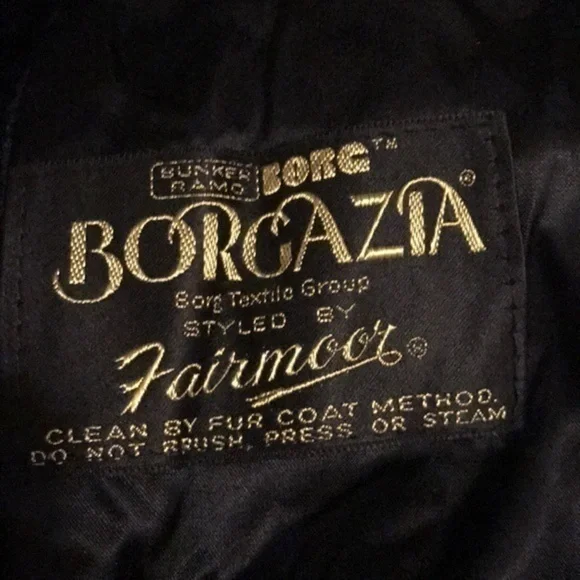 BUNKER RAMO BORG™
BORGAZIA®
Borg Textile Group
STYLED BY
Fairmoor®
CLEAN BY FUR COAT METHOD.
DO NOT BRUSH, PRESS OR STEAM